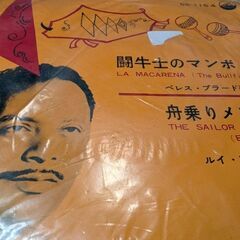 闘牛士のマンボ
LA MACARENA (The Bullf
ペレス・プラード
舟乗りメ
THE SAILOR
ルイ・